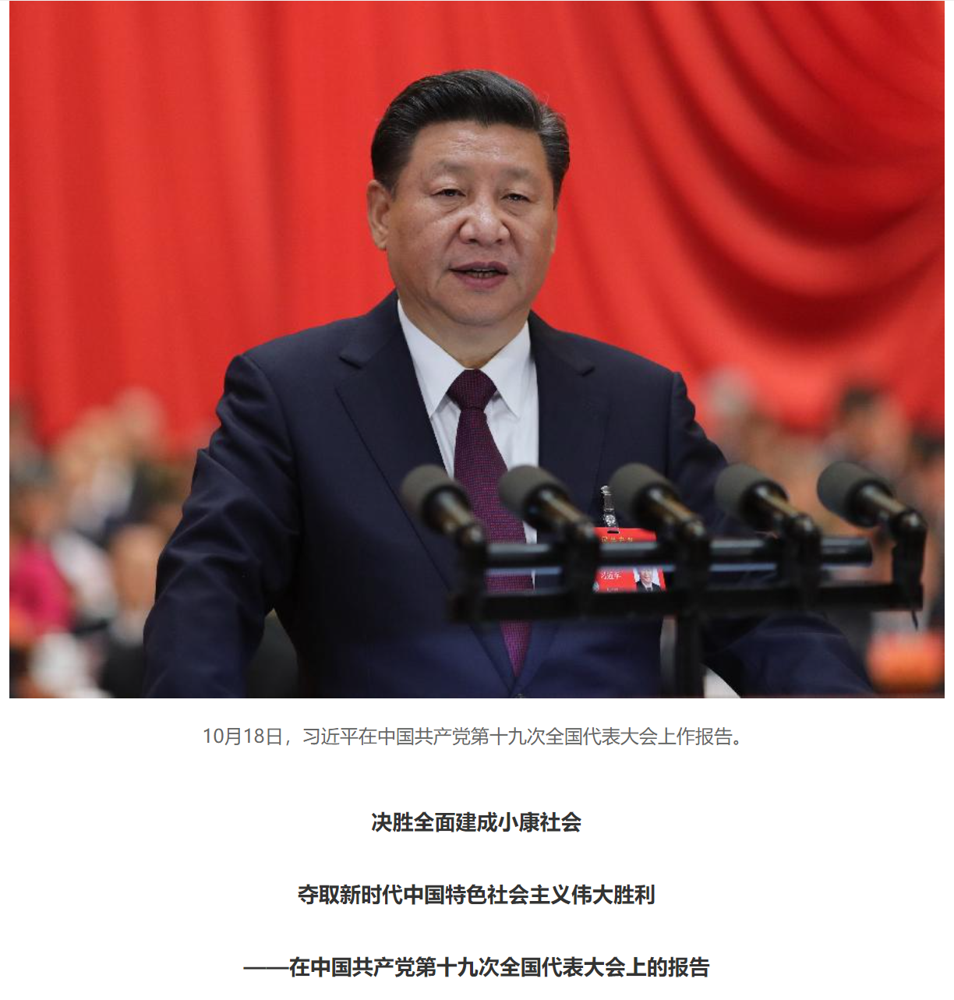 10月18日，习近平在中国共产党第十九次全国代表大会上作报告。
决胜全面建成小康社会
夺取新时代中国特色社会主义伟大胜利
——在中国共产党第十九次全国代表大会上的报告